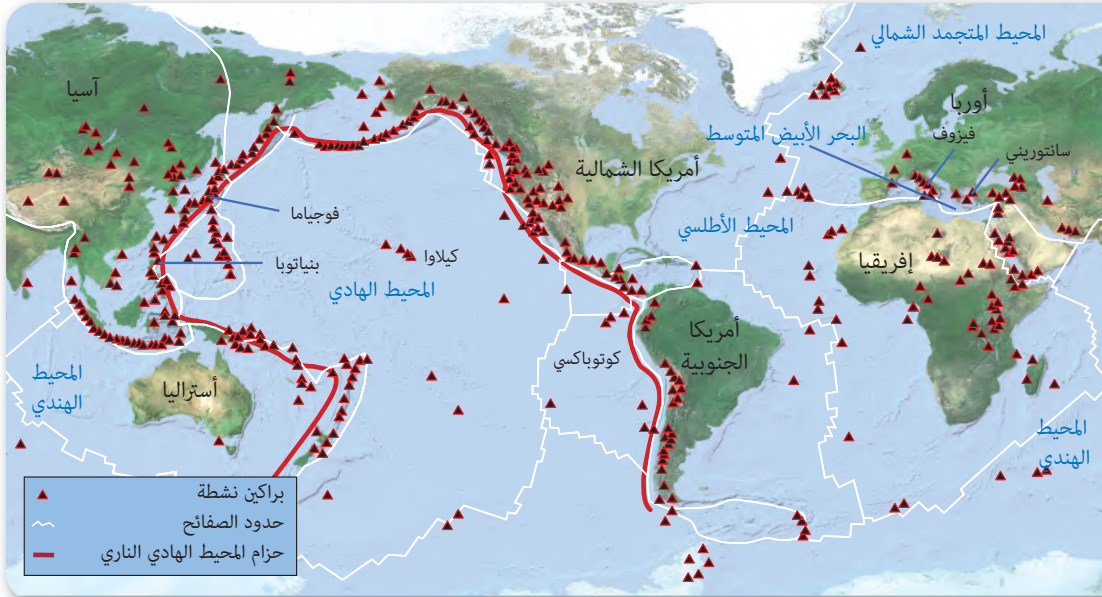 المحيط المتجمد الشمالي
آسيا
أوربا
فيزوف
البحر الأبيض المتوسط
سانتوريني
أمريكا الشمالية
فوجياما
المحيط الأطلسي
كيلاوا
بنياتوبا
إفريقيا
المحيط الهادي
أمريكا
الجنوبية
كوتوباكسي
المحيط
الهندي
أستراليا
المحيط
الهندي
براكين نشطة
حدود الصفائح
حزام المحيط الهادي الناري